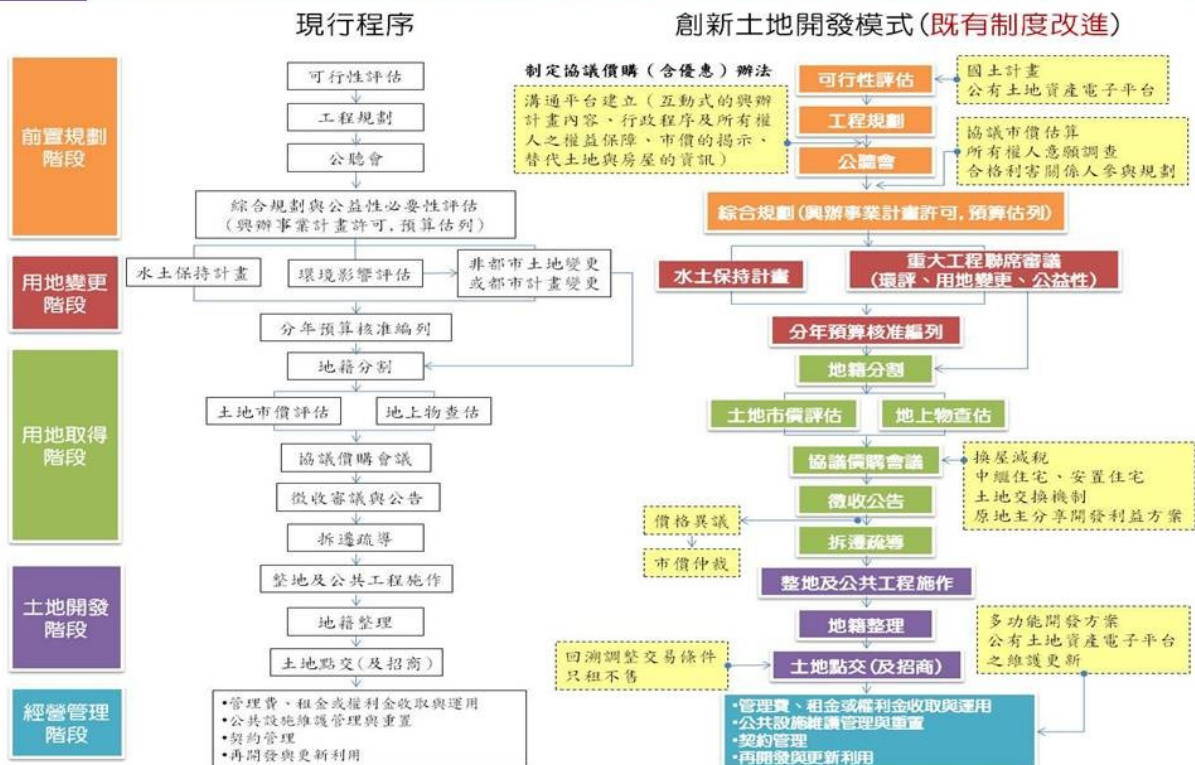 現行程序
創新土地開發模式(既有制度改進)
前置規劃
階段
用地變更
階段
用地取得
階段
土地開發
階段
經營管理
階段
可行性評估
工程規劃
公聽會
綜合規劃與公益性必要性評估
(興辦事業計畫許可,預算估列)
水土保持計畫
環境影響評估
非都市土地變更
或都市計畫變更
分年預算核准編列
地籍分割
土地市價評估
地上物查估
協議價購會議
徵收審議與公告
拆遷疏導
整地及公共工程施作
地籍整理
土地點交(及招商)
•管理費、租金或權利金收取與運用
•公共設施維護管理與重置
•契約管理
•再開發與更新利用
制定協議價購(含優惠)辦法
溝通平台建立(互動式的興辦
計畫內容、行政程序及所有權
人之權益保障、市價的揭示、
替代土地與房屋的資訊)
可行性評估
工程規劃
公聽會
國土計畫
公有土地資產電子平台
協議市價估算
所有權人意願調查
合格利害關係人參與規劃
綜合規劃(興辦事業計畫許可,預算估列)
水土保持計畫
重大工程聯席審議
(環評、用地變更、公益性)
分年預算核准編列
地籍分割
土地市價評估
地上物查估
協議價購會議
換屋減稅
中繼住宅、安置住宅
土地交換機制
原地主分享開發利益方案
徵收公告
價格異議
市價仲裁
拆遷疏導
整地及公共工程施作
地籍整理
回溯調整交易條件
只租不售
土地點交(及招商)
多功能開發方案
公有土地資產電子平台
之維護更新
•管理費、租金或權利金收取與運用
•公共設施維護管理與重置
•契約管理
•再開發與更新利用